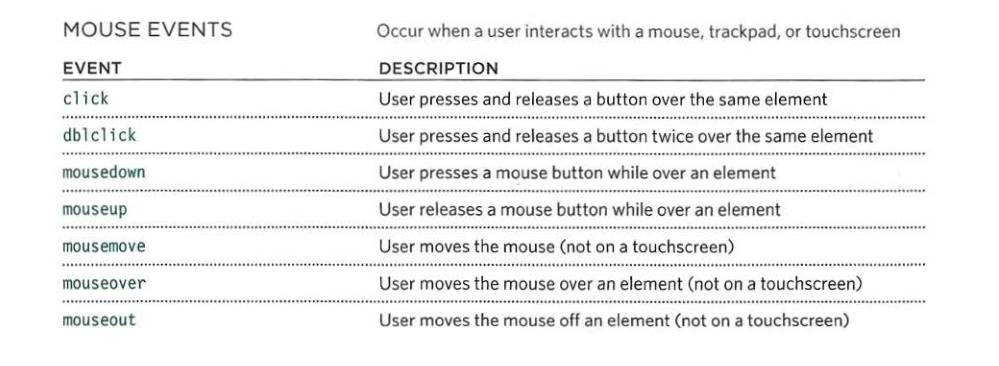 MOUSE EVENTS Occur when a user interacts with a mouse, trackpad, or touchscreen
EVENT DESCRIPTION
click User presses and releases a button over the same element
dblclick User presses and releases a button twice over the same element
mousedown User presses a mouse button while over an element
mouseup User releases a mouse button while over an element
mousemove User moves the mouse (not on a touchscreen)
mouseover User moves the mouse over an element (not on a touchscreen)
mouseout User moves the mouse off an element (not on a touchscreen)